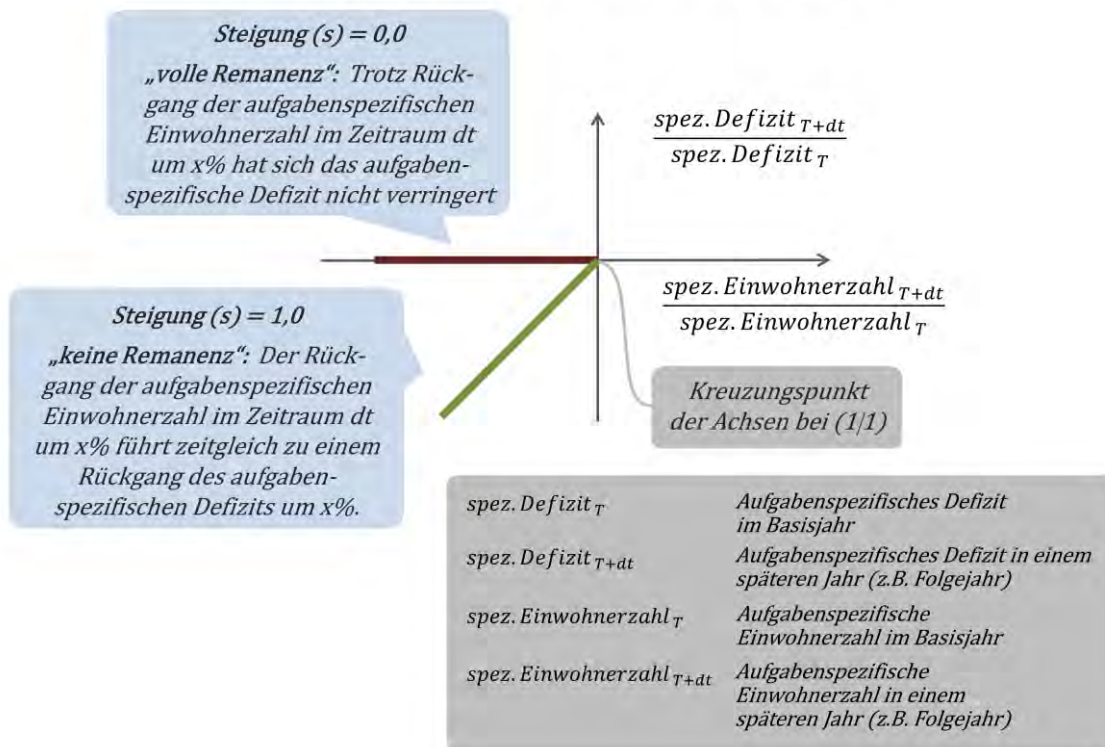 Steigung (s) = 0,0
„volle Remanenz“: Trotz Rück-
gang der aufgabenspezifischen
Einwohnerzahl im Zeitraum dt
um x% hat sich das aufgaben-
spezifische Defizit nicht verringert
spez. Defizit T+dt
spez. Defizit T
spez. Einwohnerzahl T+dt
spez. Einwohnerzahl T
Steigung (s) = 1,0
„keine Remanenz“: Der Rück-
gang der aufgabenspezifischen
Einwohnerzahl im Zeitraum dt
um x% führt zeitgleich zu einem
Rückgang des aufgaben-
spezifischen Defizits um x%.
Kreuzungspunkt
der Achsen bei (1/1)
spez. Defizit T Aufgabenspezifisches Defizit
im Basisjahr
spez. Defizit T+dt Aufgabenspezifisches Defizit in einem
späteren Jahr (z.B. Folgejahr)
spez. Einwohnerzahl T Aufgabenspezifische
Einwohnerzahl im Basisjahr
spez. Einwohnerzahl T+dt Aufgabenspezifische
Einwohnerzahl in einem
späteren Jahr (z.B. Folgejahr)